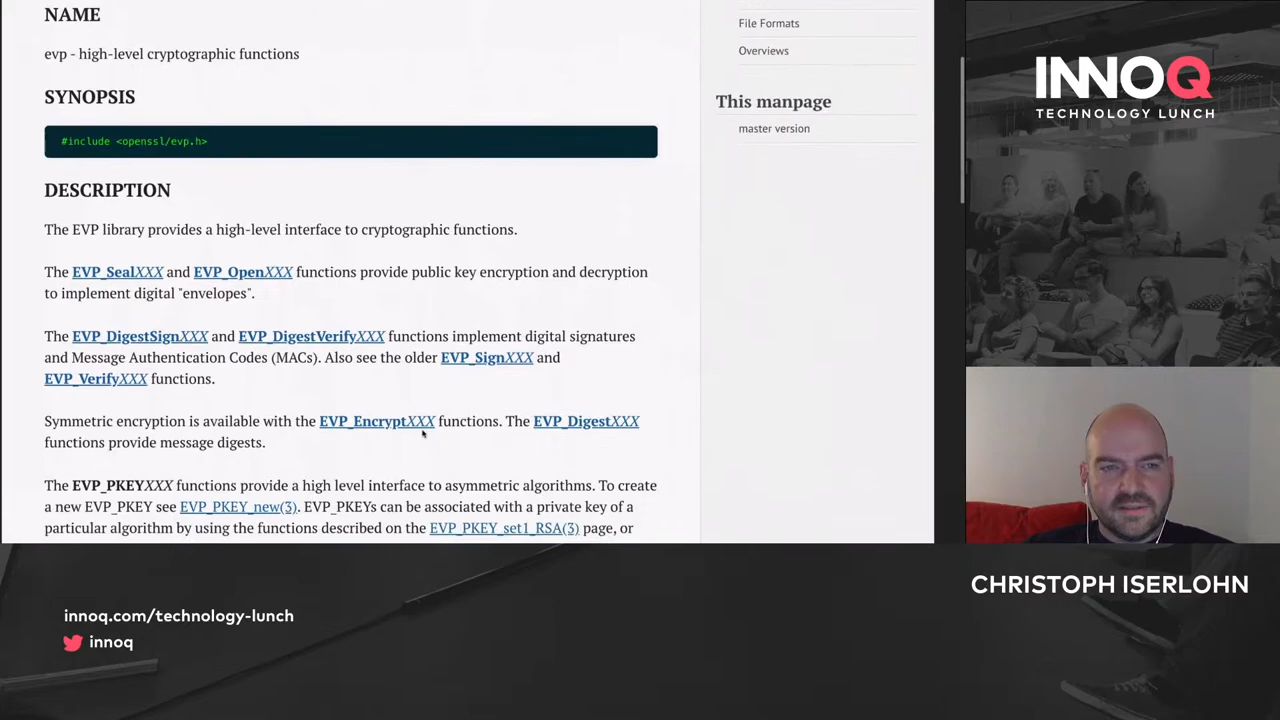 NAME
evp - high-level cryptographic functions
SYNOPSIS
#include <openssl/evp.h>
DESCRIPTION
The EVP library provides a high-level interface to cryptographic functions.
The EVP_SealXXX and EVP_OpenXXX functions provide public key encryption and decryption
to implement digital "envelopes".
The EVP_DigestSignXXX and EVP_DigestVerifyXXX functions implement digital signatures
and Message Authentication Codes (MACs). Also see the older EVP_SignXXX and
EVP_VerifyXXX functions.
Symmetric encryption is available with the EVP_EncryptXXX functions. The EVP_DigestXXX
functions provide message digests.
The EVP_PKEYXXX functions provide a high level interface to asymmetric algorithms. To create
a new EVP_PKEY see EVP_PKEY_new(3). EVP_PKEYs can be associated with a private key of a
particular algorithm by using the functions described on the EVP_PKEY_set1_RSA(3) page, or
File Formats
Overviews
This manpage
master version
INNOQ
TECHNOLOGY LUNCH
CHRISTOPH ISERLOHN
innoq.com/technology-lunch
innoq